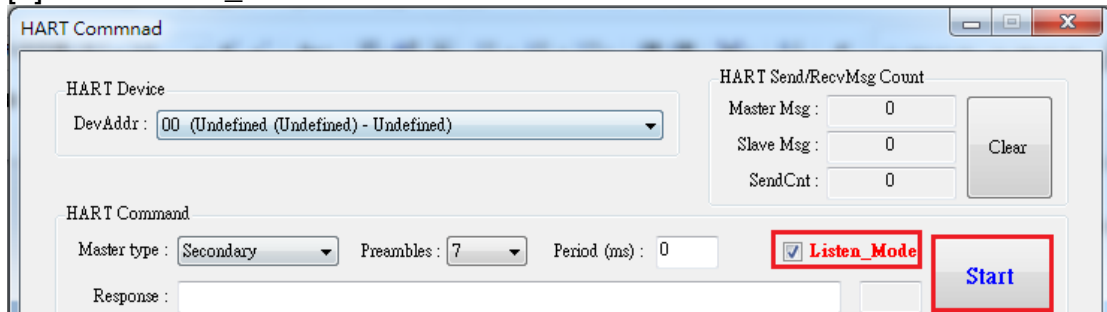 HART Commnad
HART Device
DevAddr : 00 (Undefined (Undefined) - Undefined)
HART Send/RecvMsg Count
Master Msg : 0
Slave Msg : 0
SendCnt : 0
Clear
HART Command
Master type : Secondary Preambles : 7 Period (ms) : 0 Listen_Mode
Start
Response :